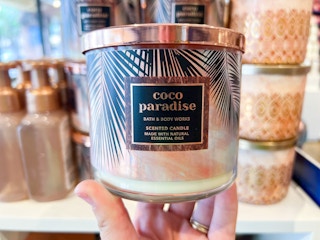 coco
paradise
BATH & BODY WORKS
SCENTED CANDLE
MADE WITH NATURAL
ESSENTIAL OILS